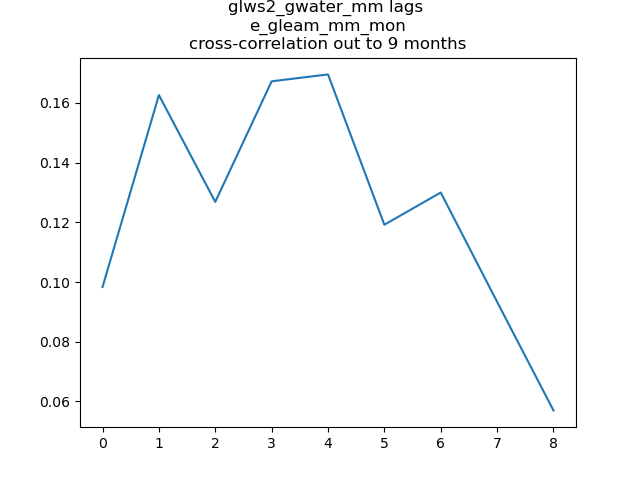 glws2_gwater_mm lags
e_gleam_mm_mon
cross-correlation out to 9 months
0.16
0.14
0.12
0.10
0.08
0.06
0 1 2 3 4 5 6 7 8